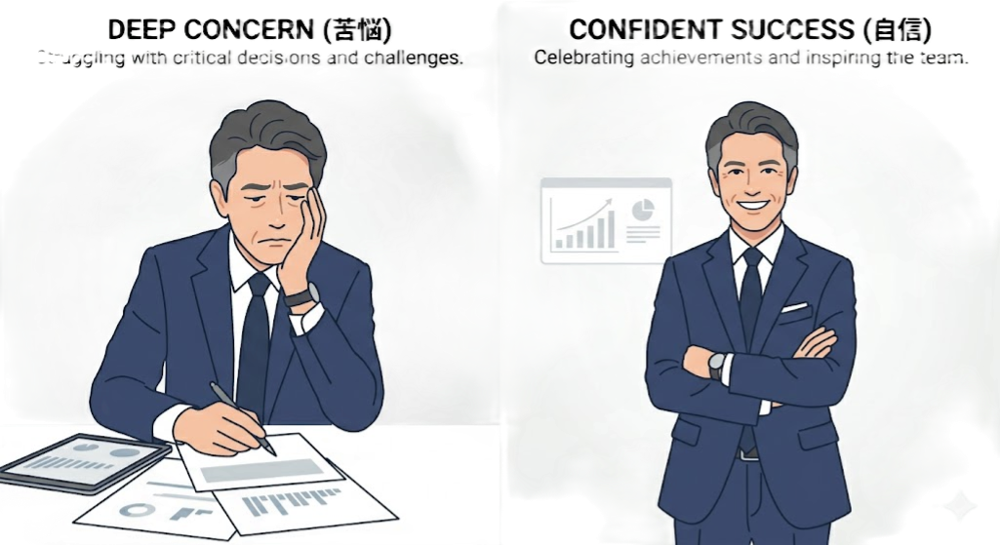 DEEP CONCERN (苦悩)
Struggling with critical decisions and challenges.
CONFIDENT SUCCESS (自信)
Celebrating achievements and inspiring the team.